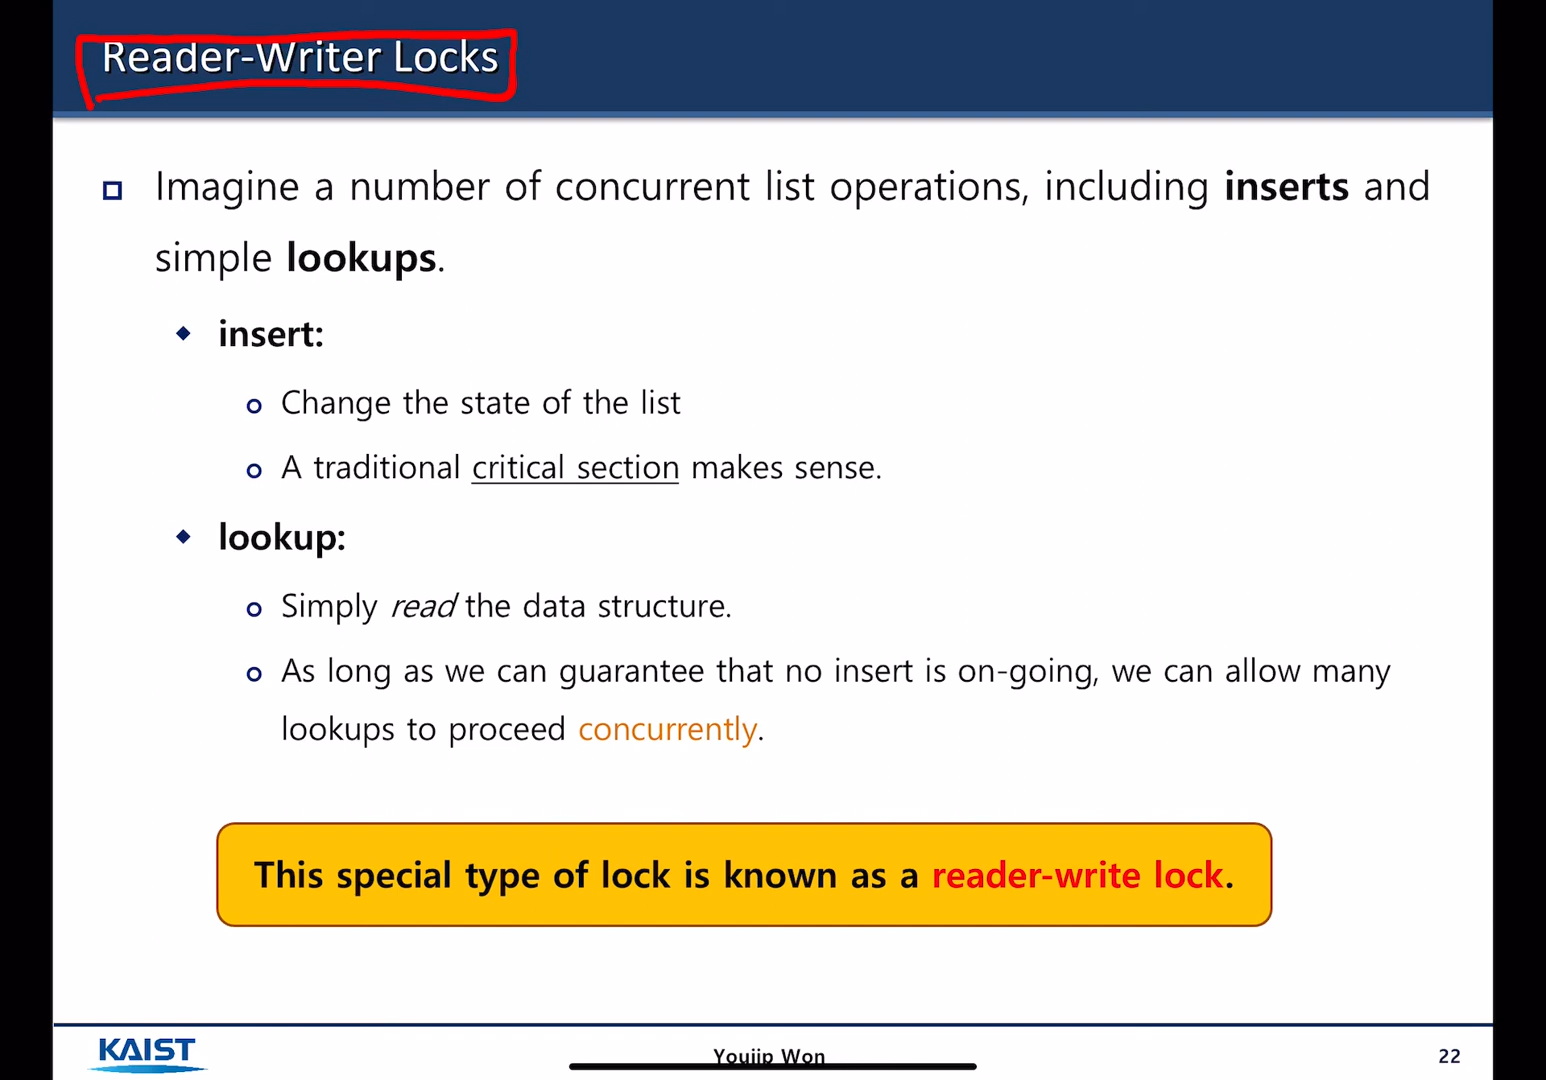 Reader-Writer Locks
Imagine a number of concurrent list operations, including inserts and
simple lookups.
insert:
Change the state of the list
A traditional critical section makes sense.
lookup:
Simply read the data structure.
As long as we can guarantee that no insert is on-going, we can allow many
lookups to proceed concurrently.
This special type of lock is known as a reader-write lock.
KAIST
Youjip Won
22